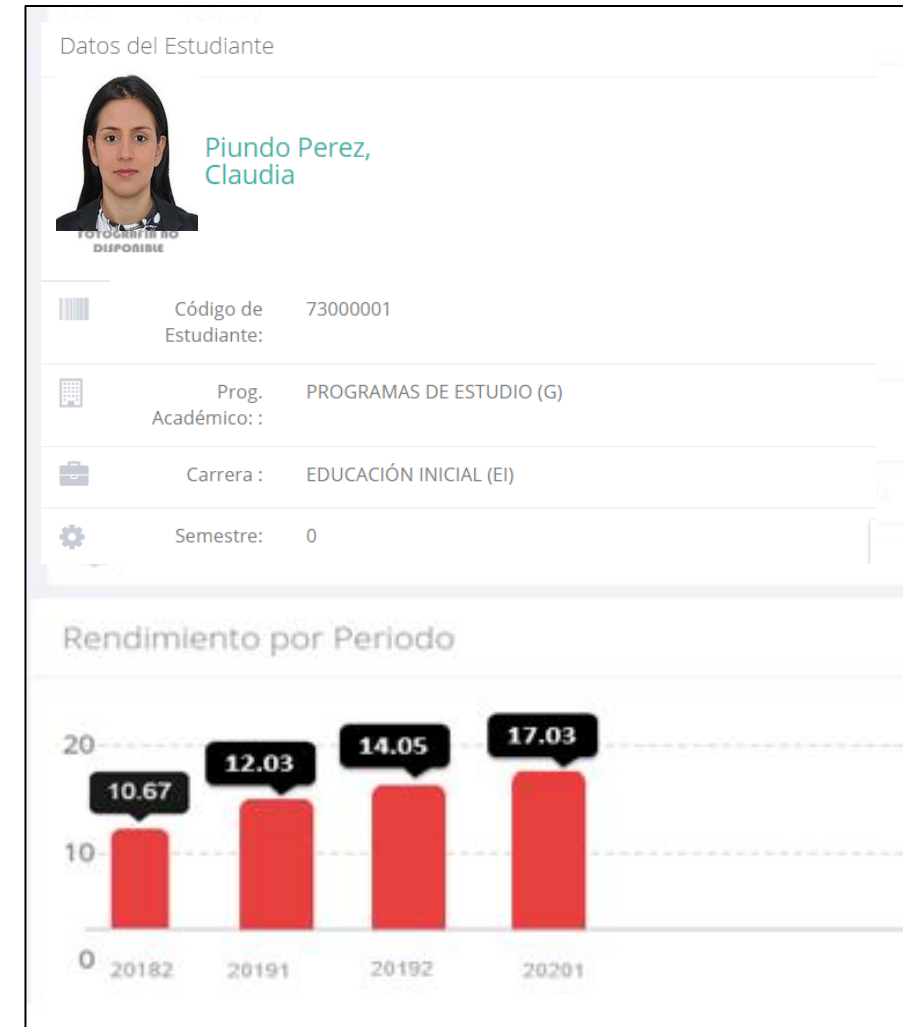 Datos del Estudiante
Piundo Perez,
Claudia
FOTOGRAFIA NO
DISPONIBLE
Código de
Estudiante:
73000001
Prog.
Académico: :
PROGRAMAS DE ESTUDIO (G)
Carrera :
EDUCACIÓN INICIAL (EI)
Semestre:
0
Rendimiento por Periodo
20
10
0
10.67
12.03
14.05
17.03
20182
20191
20192
20201